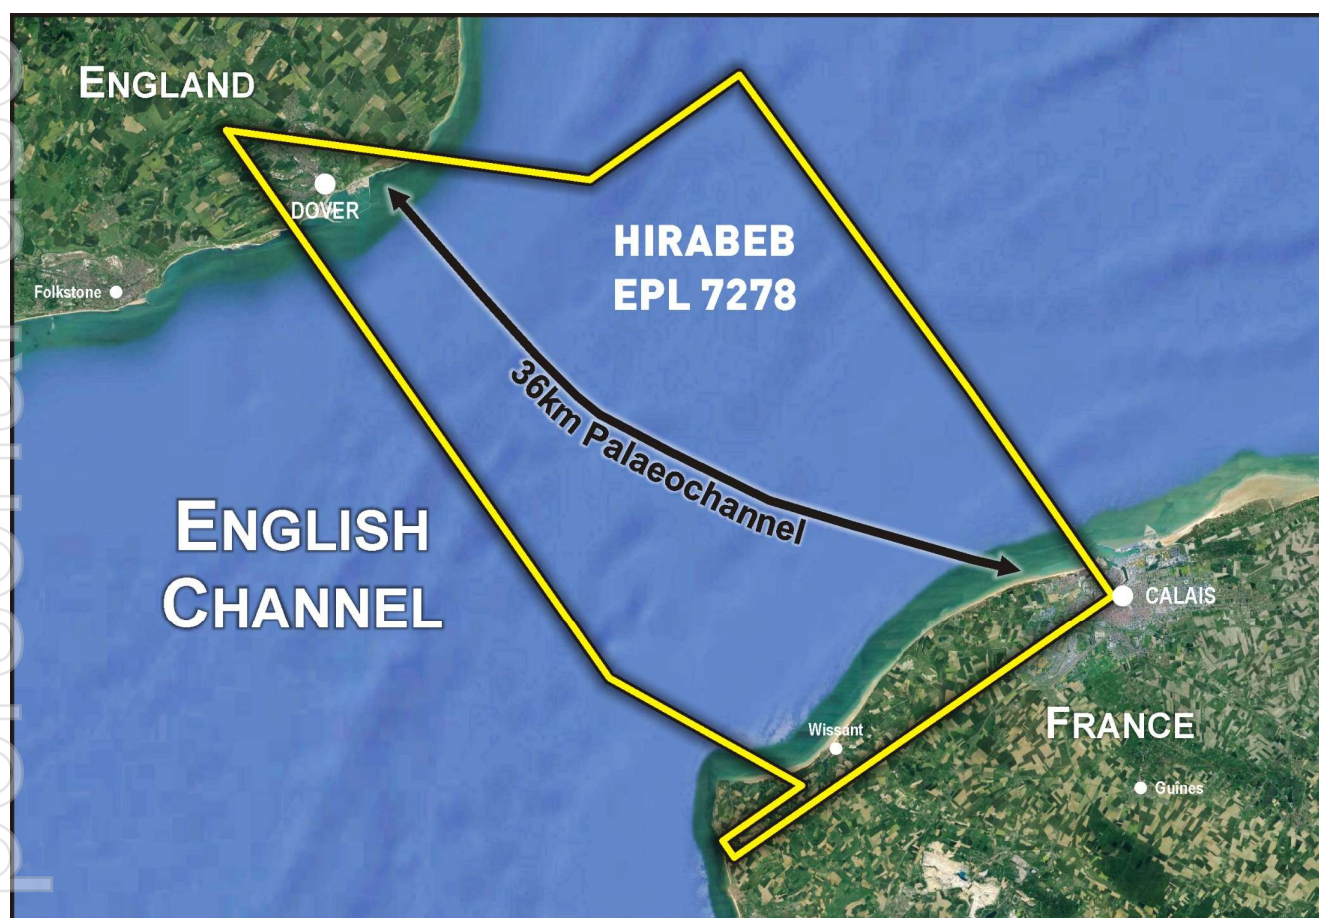 ENGLAND
DOVER
Folkstone
HIRABEB
EPL 7278
36km Palaeochannel
ENGLISH
CHANNEL
CALAIS
Wissant
FRANCE
Guines